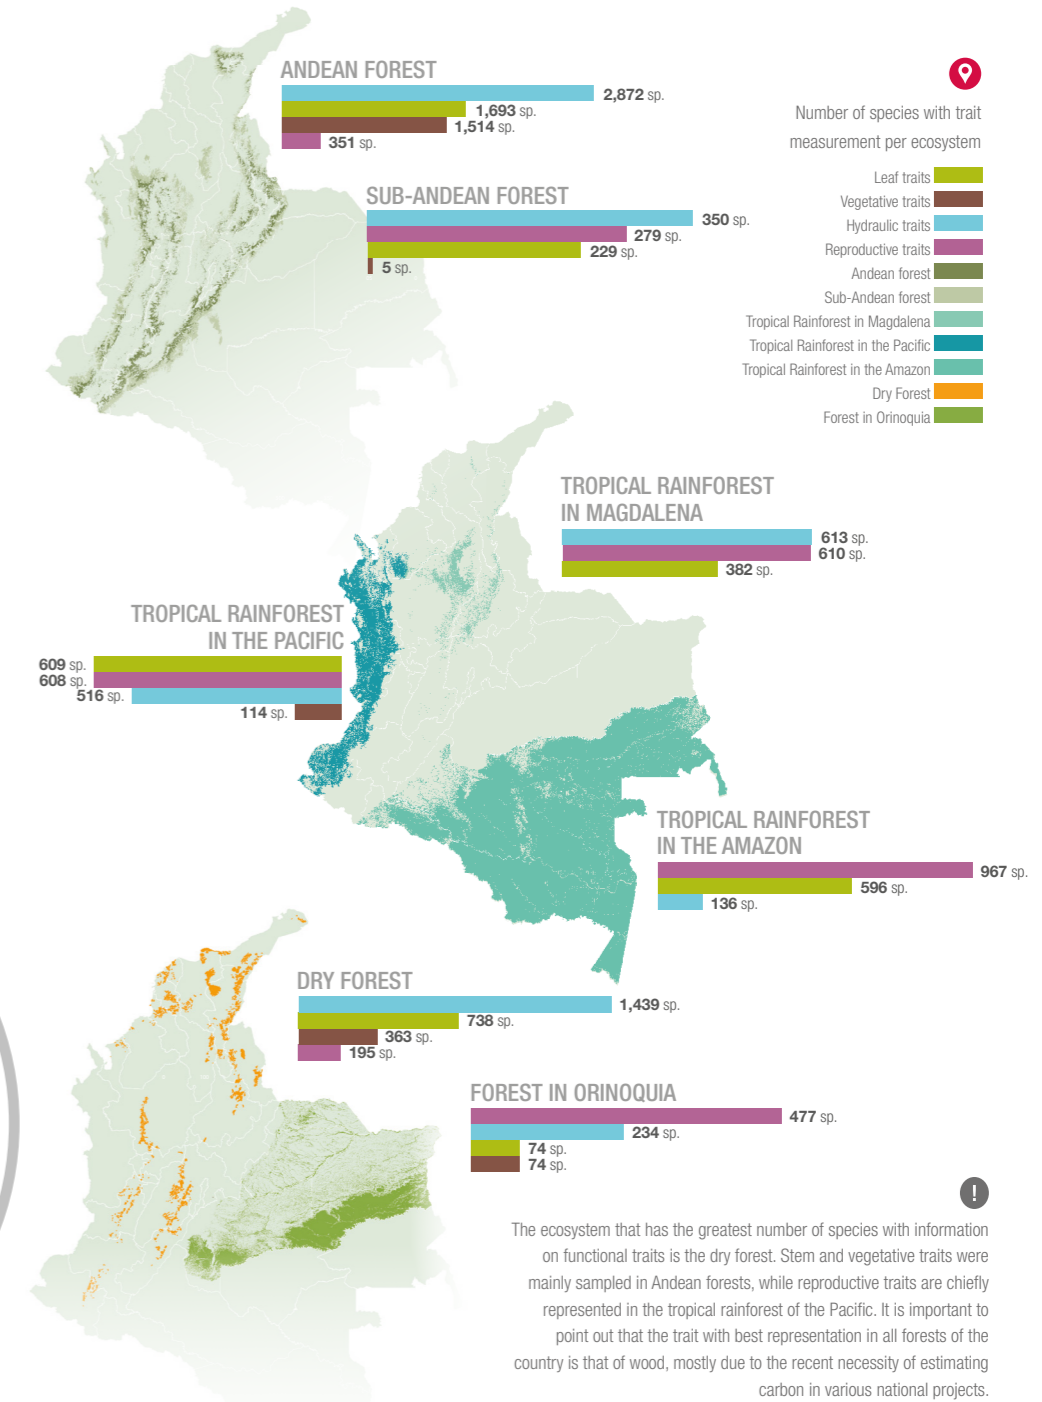 ANDEAN FOREST
2,872 sp.
1,693 sp.
1,514 sp.
351 sp.
Number of species with trait
measurement per ecosystem
Leaf traits
Vegetative traits
Hydraulic traits
Reproductive traits
Andean forest
Sub-Andean forest
Tropical Rainforest in Magdalena
Tropical Rainforest in the Pacific
Tropical Rainforest in the Amazon
Dry Forest
Forest in Orinoquia
SUB-ANDEAN FOREST
350 sp.
279 sp.
229 sp.
5 sp.
TROPICAL RAINFOREST
IN MAGDALENA
613 sp.
610 sp.
382 sp.
TROPICAL RAINFOREST
IN THE PACIFIC
609 sp.
608 sp.
516 sp.
114 sp.
TROPICAL RAINFOREST
IN THE AMAZON
967 sp.
596 sp.
136 sp.
DRY FOREST
1,439 sp.
738 sp.
363 sp.
195 sp.
FOREST IN ORINOQUIA
477 sp.
234 sp.
74 sp.
74 sp.
!
The ecosystem that has the greatest number of species with information
on functional traits is the dry forest. Stem and vegetative traits were
mainly sampled in Andean forests, while reproductive traits are chiefly
represented in the tropical rainforest of the Pacific. It is important to
point out that the trait with best representation in all forests of the
country is that of wood, mostly due to the recent necessity of estimating
carbon in various national projects.